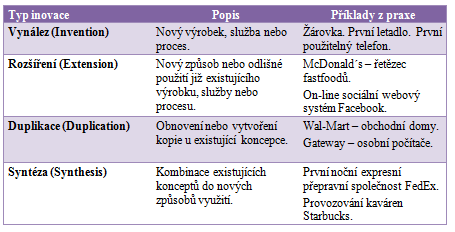 Typ inovace Popis Příklady z praxe
Vynález (Invention) Nový výrobek, služba nebo proces. Žárovka. První letadlo. První použitelný telefon.
Rozšíření (Extension) Nový způsob nebo odlišné použití již existujícího výrobku, služby nebo procesu. McDonald´s – řetězec fastfoodů.
On-line sociální webový systém Facebook.
Duplikace (Duplication) Obnovení nebo vytvoření kopie u existující koncepce. Wal-Mart – obchodní domy.
Gateway – osobní počítače.
Syntéza (Synthesis) Kombinace existujících konceptů do nových způsobů využití. První noční expresní přepravní společnost FedEx.
Provozování kaváren Starbucks.